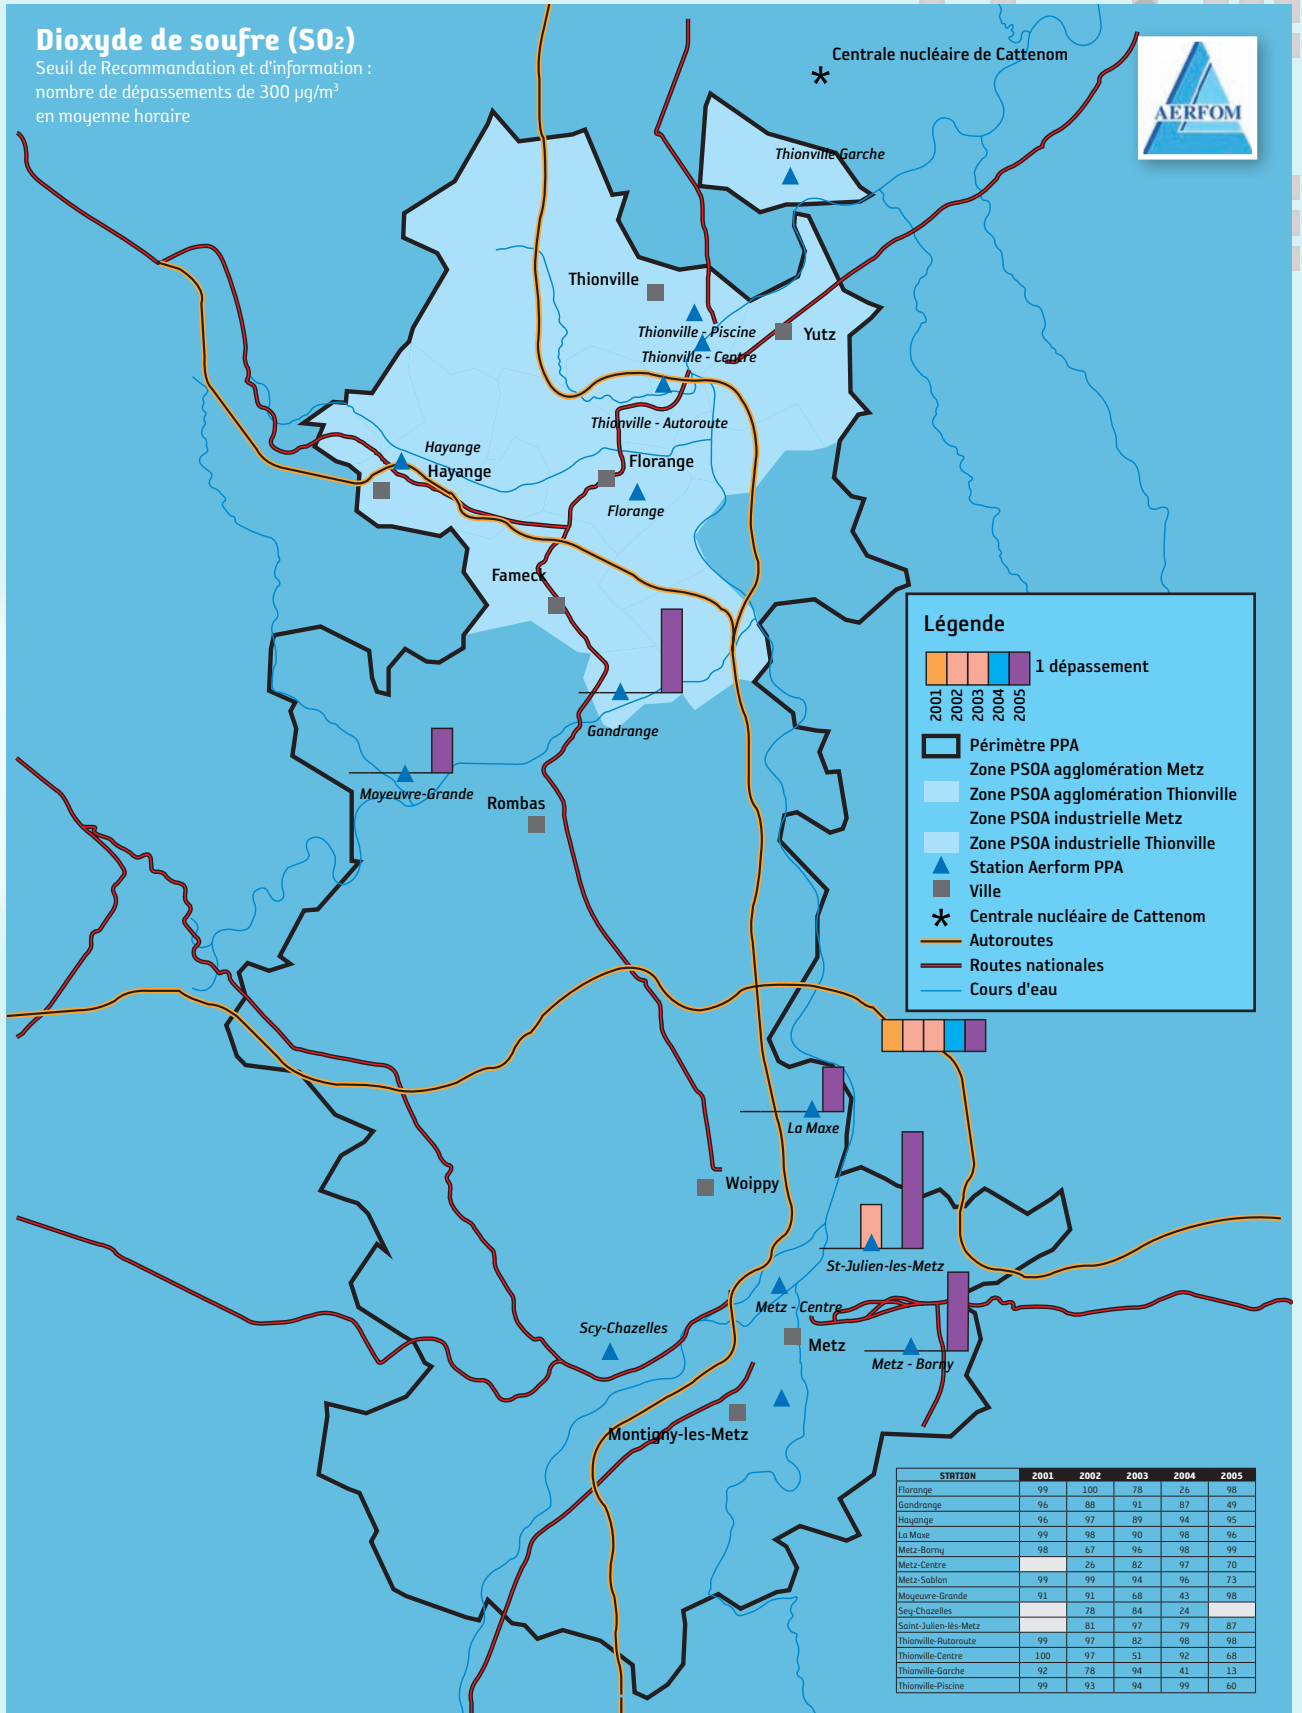 Dioxyde de soufre (SO2)
Seuil de Recommandation et d'information :
nombre de dépassements de 300 µg/m3
en moyenne horaire
Centrale nucléaire de Cattenom
AERFOM
Thionville Garche
Thionville
Thionville - Piscine
Yutz
Thionville - Centre
Thionville - Autoroute
Hayange
Hayange
Florange
Florange
Fameck
Gandrange
Moyeuvre-Grande
Rombas
Légende
1 dépassement
2001
2002
2003
2004
2005
Périmètre PPA
Zone PSQA agglomération Metz
Zone PSQA agglomération Thionville
Zone PSQA industrielle Metz
Zone PSQA industrielle Thionville
Station Aerform PPA
Ville
Centrale nucléaire de Cattenom
Autoroutes
Routes nationales
Cours d'eau
La Maxe
Woippy
St-Julien-les-Metz
Metz - Centre
Scy-Chazelles
Metz
Metz - Borny
Montigny-les-Metz
STATION 2001 2002 2003 2004 2005
Florange 99 100 78 26 98
Gandrange 96 88 91 87 49
Hayange 96 97 89 94 95
La Maxe 99 98 90 98 96
Metz-Borny 98 67 96 98 99
Metz-Centre 26 82 97 70
Metz-Sablon 99 99 94 96 73
Moyeuvre-Grande 91 91 68 43 98
Sey-Chazelles 78 84 24
Saint-Julien-lès-Metz 81 97 79 87
Thionville-Autoroute 99 97 82 98 98
Thionville-Centre 100 97 51 92 68
Thionville-Garche 92 78 94 41 13
Thionville-Piscine 99 93 94 99 60